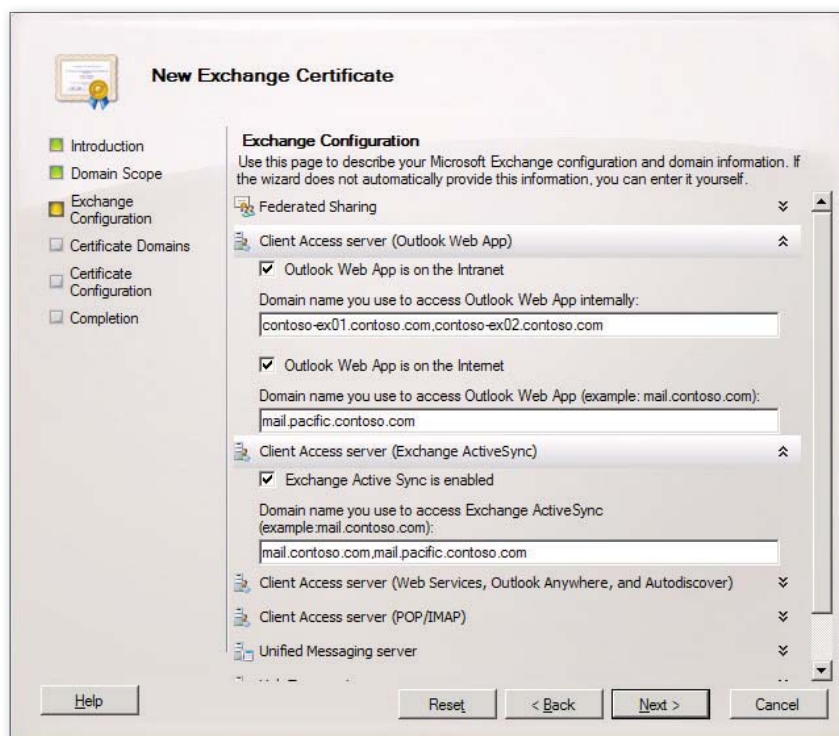 New Exchange Certificate
Introduction
Domain Scope
Exchange
Configuration
Certificate Domains
Certificate
Configuration
Completion
Exchange Configuration
Use this page to describe your Microsoft Exchange configuration and domain information. If
the wizard does not automatically provide this information, you can enter it yourself.
Federated Sharing
Client Access server (Outlook Web App)
Outlook Web App is on the Intranet
Domain name you use to access Outlook Web App internally:
contoso-ex01.contoso.com,contoso-ex02.contoso.com
Outlook Web App is on the Internet
Domain name you use to access Outlook Web App (example: mail.contoso.com):
mail.pacific.contoso.com
Client Access server (Exchange ActiveSync)
Exchange Active Sync is enabled
Domain name you use to access Exchange ActiveSync
(example:mail.contoso.com):
mail.contoso.com,mail.pacific.contoso.com
Client Access server (Web Services, Outlook Anywhere, and Autodiscover)
Client Access server (POP/IMAP)
Unified Messaging server
Help
Reset
< Back
Next >
Cancel